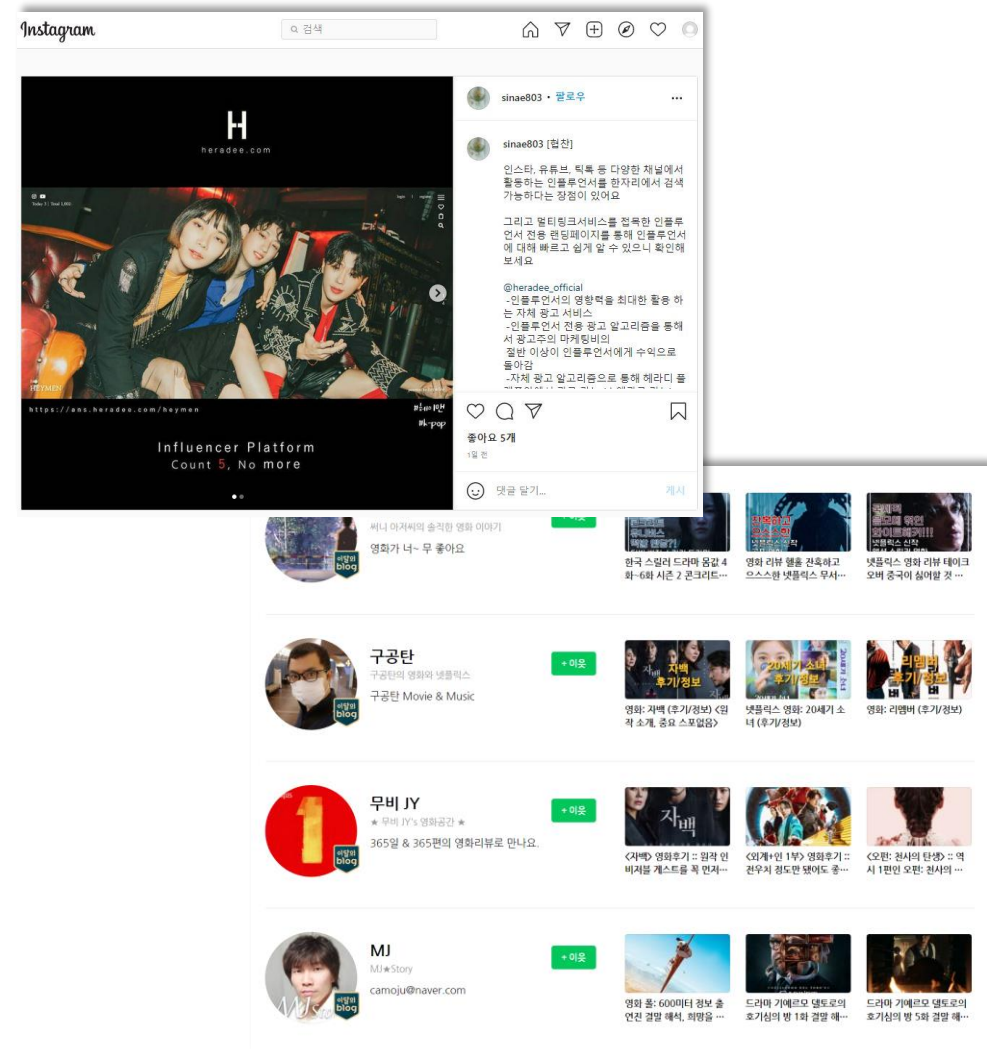 Instagram
검색
H
heradee.com
HEYMEN
https://ans.heradee.com/heymen
#k-pop
Influencer Platform
Count 5, No more
sinae803 • 팔로우
sinae803 [협찬]
인스타, 유튜브, 틱톡 등 다양한 채널에서
활동하는 인플루언서를 한자리에서 검색
가능하다는 장점이 있어요
그리고 멀티링크서비스를 접목한 인플루
언서 전용 랜딩페이지를 통해 인플루언서
에 대해 빠르고 쉽게 알 수 있으니 확인해
보세요
@heradee_official
-인플루언서의 영향력을 최대한 활용 하
는 자체 광고 서비스
-인플루언서 전용 광고 알고리즘을 통해
서 광고주의 마케팅비의
절반 이상이 인플루언서에게 수익으로
돌아감
-자체 광고 알고리즘으로 통해 헤라디 플
좋아요 5개
1일 전
댓글 달기...
게시
써니 아저씨의 솔직한 영화 이야기
영화가 너~ 무 좋아요
이달의
blog
+ 이웃
한국 스릴러 드라마 몸값 4
화~6화 시즌 2 콘크리트…
영화 리뷰 헬홀 잔혹하고
으스스한 넷플릭스 무서…
넷플릭스 영화 리뷰 테이크
오버 중국이 싫어할 것 …
구공탄
구공탄의 영화와 넷플릭스
구공탄 Movie & Music
이달의
blog
+ 이웃
자백
후기/정보
20세기 소녀
후기/정보
리멤버
후기/정보
영화: 자백 (후기/정보) <원
작 소개, 중요 스포없음>
넷플릭스 영화: 20세기 소
녀 (후기/정보)
영화: 리멤버 (후기/정보)
1
무비 JY
★ 무비 JY's 영화공간 ★
365일 & 365편의 영화리뷰로 만나요.
이달의
blog
+ 이웃
자백
<자백> 영화후기 :: 원작 인
비저블 게스트를 꼭 먼저…
<외계+인 1부> 영화후기 ::
전우치 정도만 됐어도 좋…
<오펀: 천사의 탄생> :: 역
시 1편인 오펀: 천사의 …
MJ
MJ★Story
camoju@naver.com
이달의
blog
+ 이웃
영화 폴: 600미터 정보 출
연진 결말 해석, 희망을 …
드라마 기예르모 델토로의
호기심의 방 1화 결말 해…
드라마 기예르모 델토로의
호기심의 방 5화 결말 해…